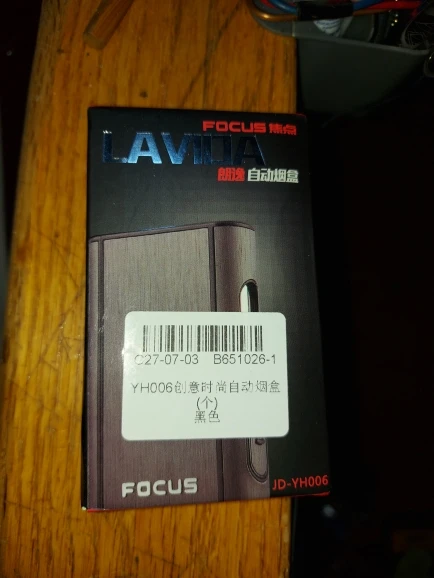 FOCUS 焦点
LAVIDA
朗逸 自动烟盒
C27-07-03 B651026-1
YH006创意时尚自动烟盒
(个)
黑色
FOCUS
JD-YH006